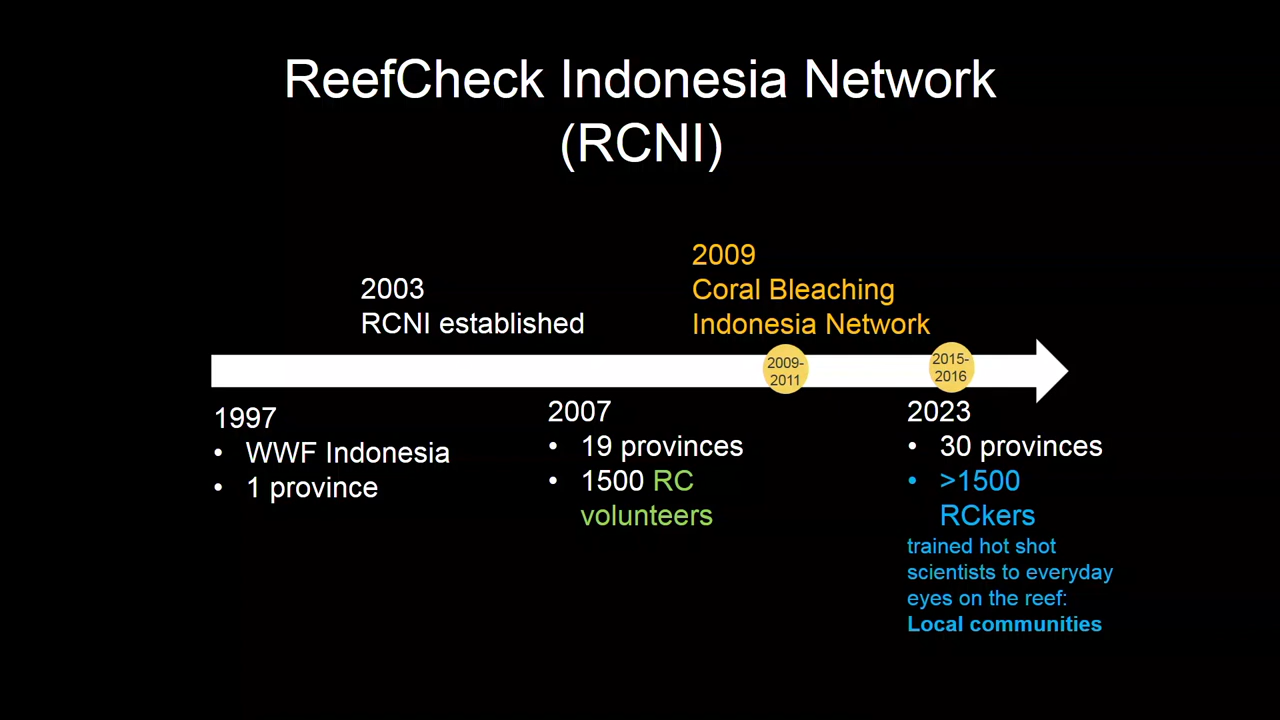 ReefCheck Indonesia Network
(RCNI)
2003
RCNI established
2009
Coral Bleaching
Indonesia Network
2009-
2011
2015-
2016
1997
• WWF Indonesia
• 1 province
2007
• 19 provinces
• 1500 RC
volunteers
2023
• 30 provinces
• >1500
RCkers
trained hot shot
scientists to everyday
eyes on the reef:
Local communities